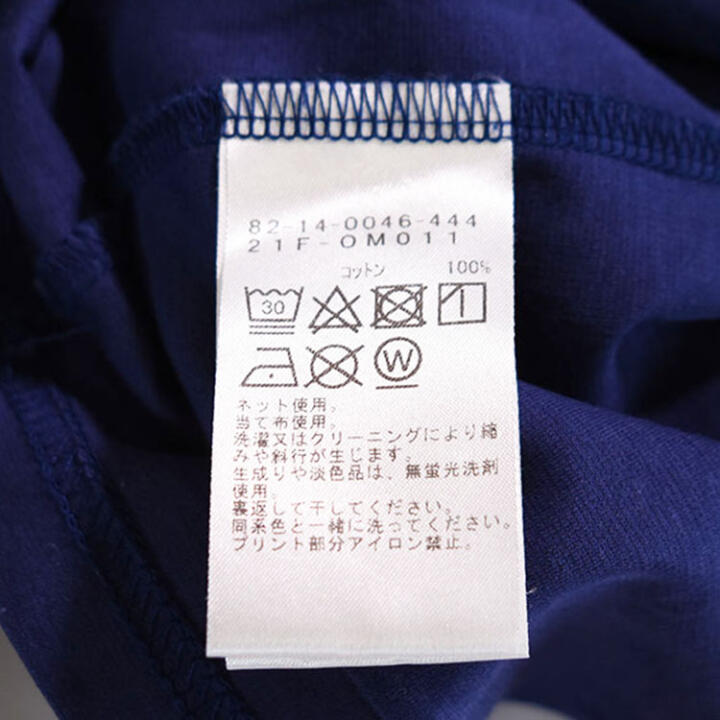 82-14-0046-444
21F-OM011
コットン 100%
30
W
ネット使用。
当て布使用。
洗濯又はクリーニングにより縮
みや斜行が生じます。
生成りや淡色品は、無蛍光洗剤
使用。
裏返して干してください。
同系色と一緒に洗ってください。
プリント部分アイロン禁止。